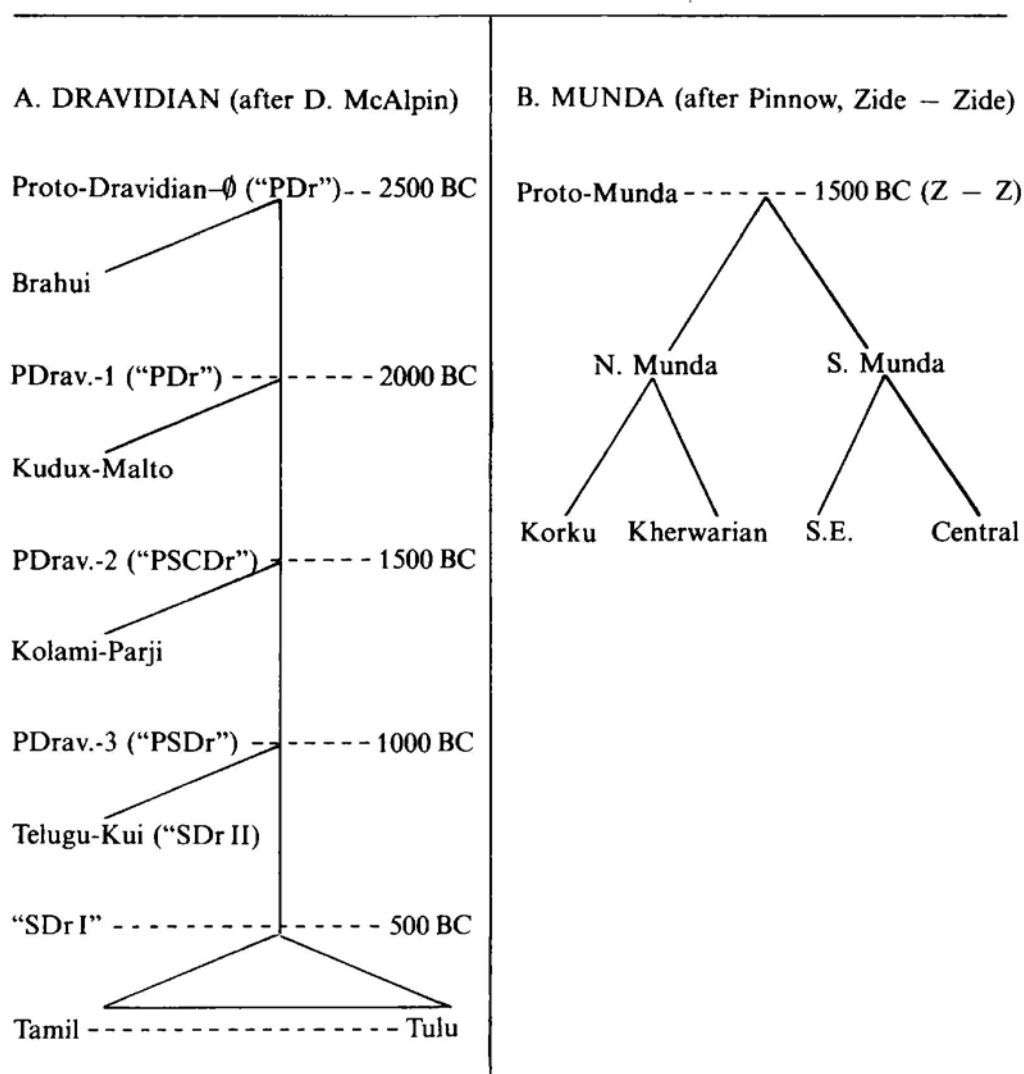 A. DRAVIDIAN (after D. McAlpin)
Proto-Dravidian-∅ ("PDr") -- 2500 BC
Brahui
PDrav.-1 ("PDr") ------- 2000 BC
Kudux-Malto
PDrav.-2 ("PSCDr") ------ 1500 BC
Kolami-Parji
PDrav.-3 ("PSDr") ------- 1000 BC
Telugu-Kui ("SDr II)
"SDr I" -------------- 500 BC
Tamil --------------- Tulu
B. MUNDA (after Pinnow, Zide – Zide)
Proto-Munda -------- 1500 BC (Z – Z)
N. Munda S. Munda
Korku Kherwarian S.E. Central